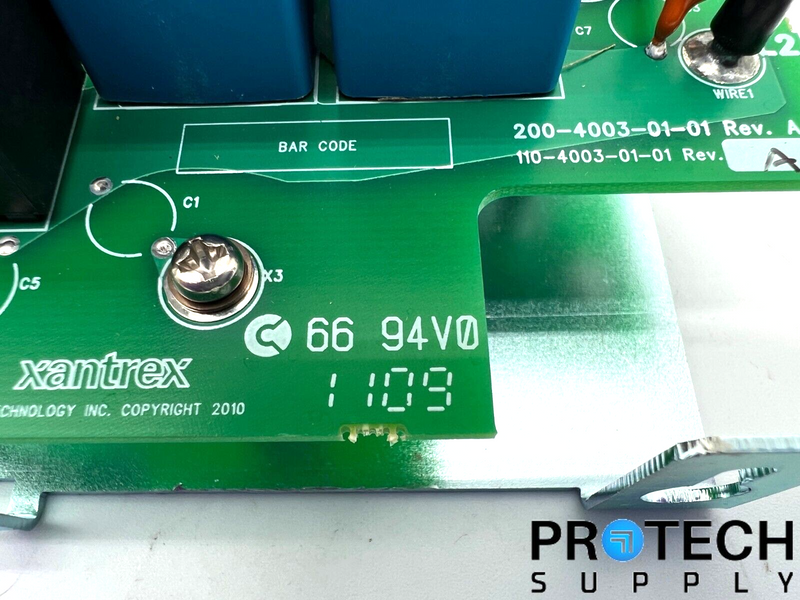 C7
L2
WIRE1
200-4003-01-01 Rev. A
110-4003-01-01 Rev. A
BAR CODE
C1
X3
C5
66 94V0
xantrex
1109
TECHNOLOGY INC. COPYRIGHT 2010
PROTECH
SUPPLY